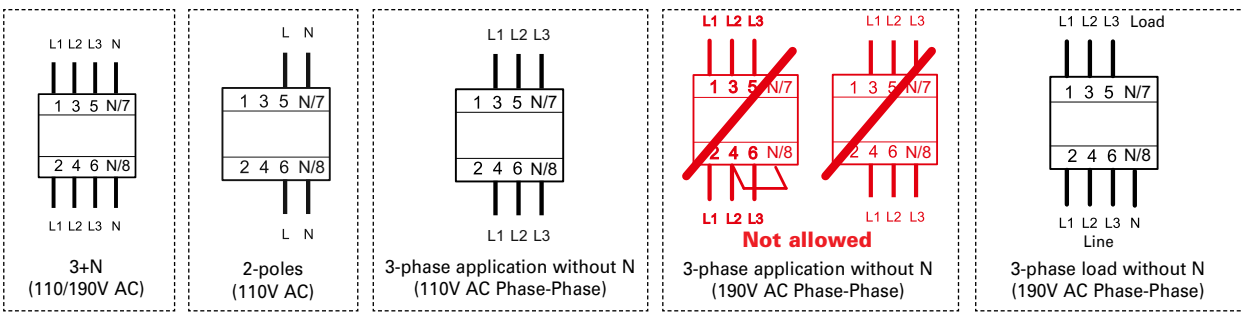 L1 L2 L3 N
1 3 5 N/7
2 4 6 N/8
L1 L2 L3 N
3+N
(110/190V AC)
L N
1 3 5 N/7
2 4 6 N/8
L N
2-poles
(110V AC)
L1 L2 L3
1 3 5 N/7
2 4 6 N/8
L1 L2 L3
3-phase application without N
(110V AC Phase-Phase)
L1 L2 L3
1 3 5 N/7
2 4 6 N/8
L1 L2 L3
L1 L2 L3
1 3 5 N/7
2 4 6 N/8
L1 L2 L3
Not allowed
3-phase application without N
(190V AC Phase-Phase)
L1 L2 L3 Load
1 3 5 N/7
2 4 6 N/8
L1 L2 L3 N
Line
3-phase load without N
(190V AC Phase-Phase)